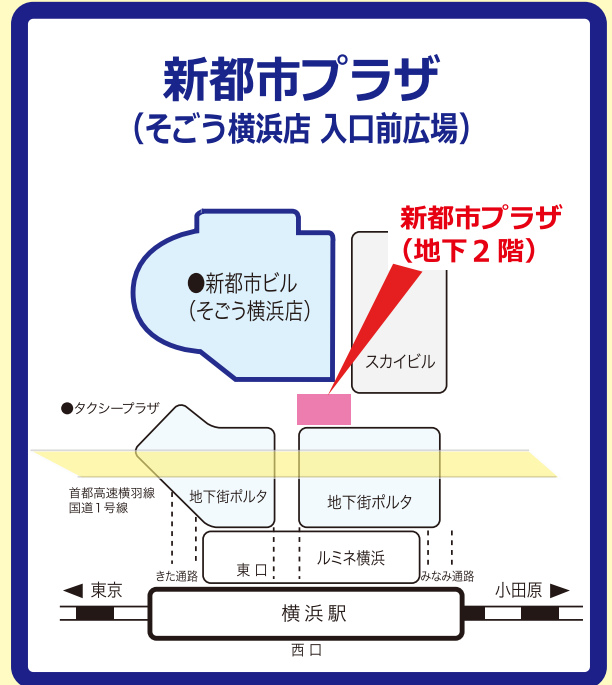 新都市プラザ
(そごう横浜店 入口前広場)
新都市プラザ
(地下2階)
●新都市ビル
(そごう横浜店)
スカイビル
●タクシープラザ
首都高速横羽線
国道1号線
地下街ポルタ
地下街ポルタ
ルミネ横浜
東口
きた通路
みなみ通路
東京
小田原
横浜駅
西口